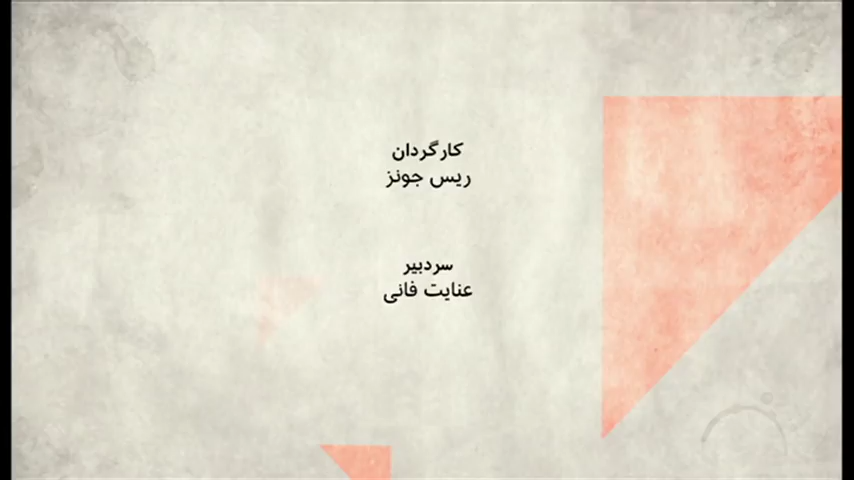 کارگردان
ریس جونز
سردبیر
عنایت فانی